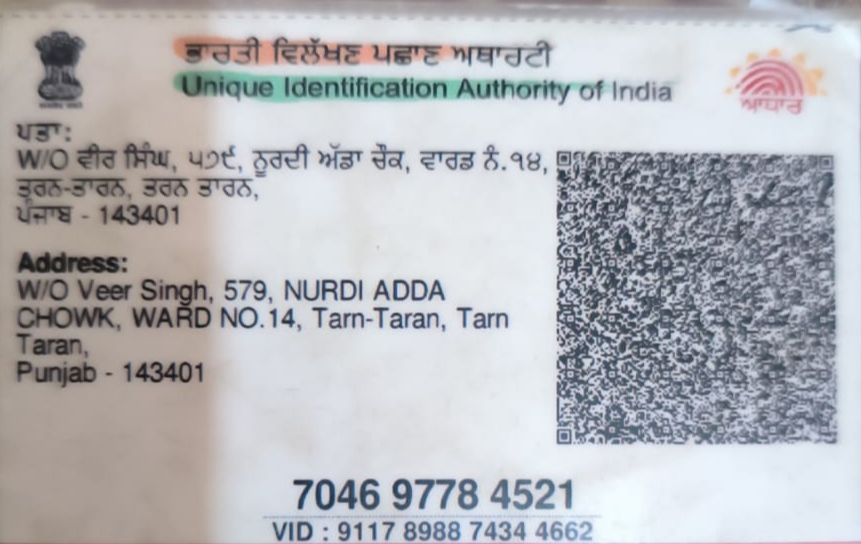 ਭਾਰਤੀ ਵਿਲੱਖਣ ਪਛਾਣ ਅਥਾਰਟੀ
Unique Identification Authority of India
ਆਧਾਰ
ਪਤਾ:
W/O ਵੀਰ ਸਿੰਘ, ੫੭੯, ਨੂਰਦੀ ਅੱਡਾ ਚੌਕ, ਵਾਰਡ ਨੰ.੧੪,
ਤਰਨ-ਤਾਰਨ, ਤਰਨ ਤਾਰਨ,
ਪੰਜਾਬ - 143401
Address:
W/O Veer Singh, 579, NURDI ADDA
CHOWK, WARD NO.14, Tarn-Taran, Tarn
Taran,
Punjab - 143401
7046 9778 4521
VID : 9117 8988 7434 4662